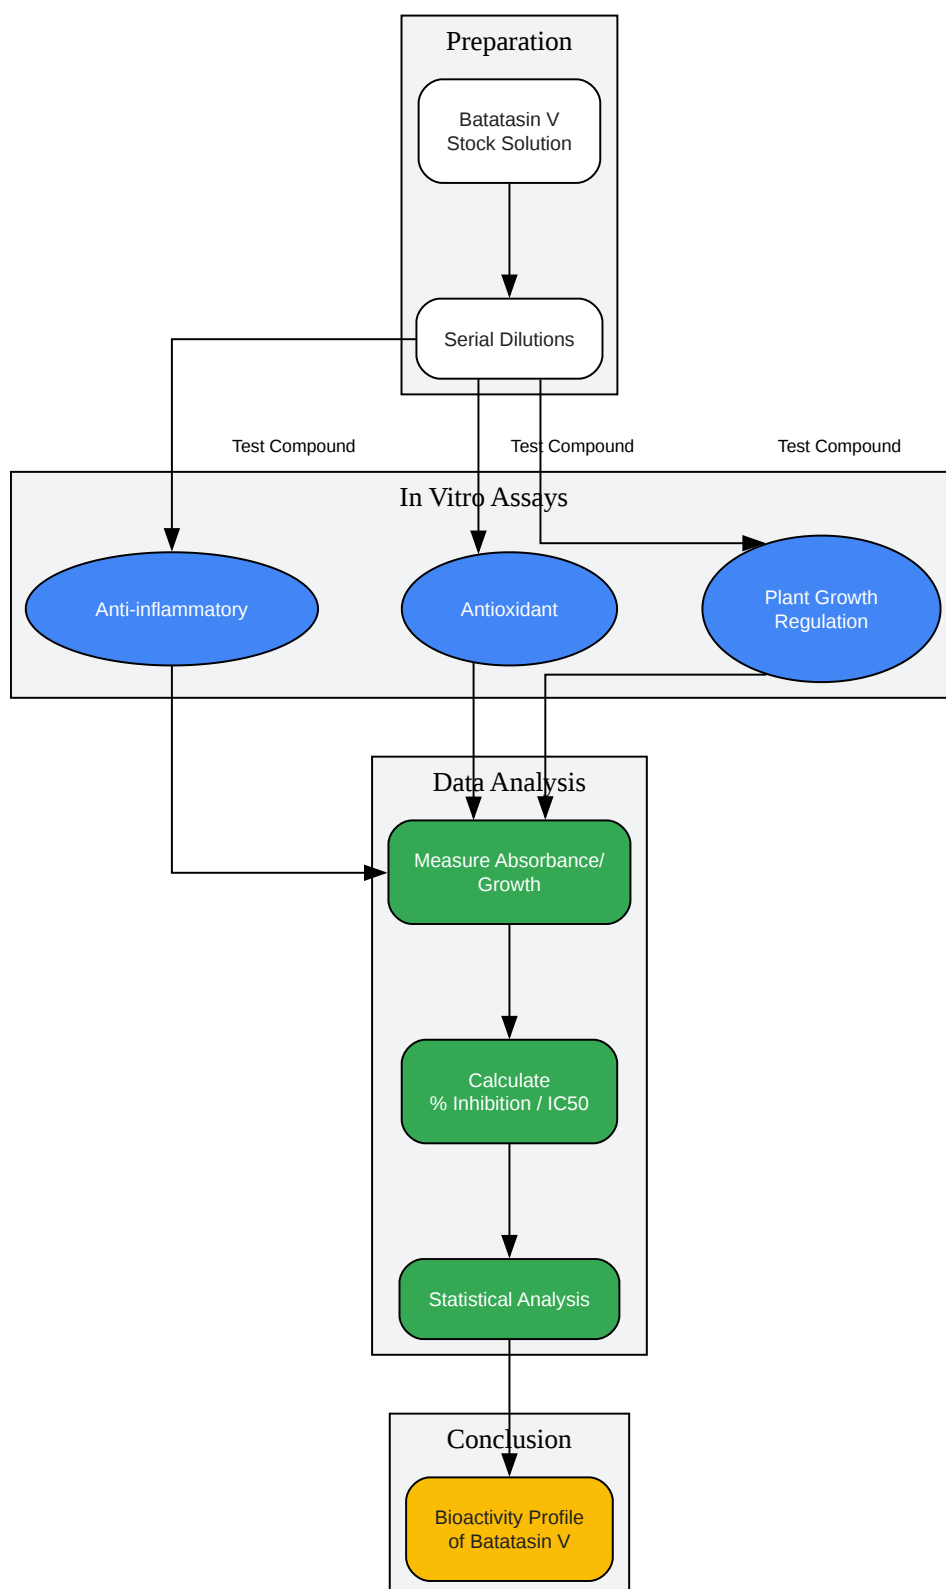 Preparation
Batatasin V
Stock Solution
Serial Dilutions
Test Compound
Test Compound
Test Compound
In Vitro Assays
Anti-inflammatory
Antioxidant
Plant Growth
Regulation
Data Analysis
Measure Absorbance/
Growth
Calculate
% Inhibition / IC50
Statistical Analysis
Conclusion
Bioactivity Profile
of Batatasin V